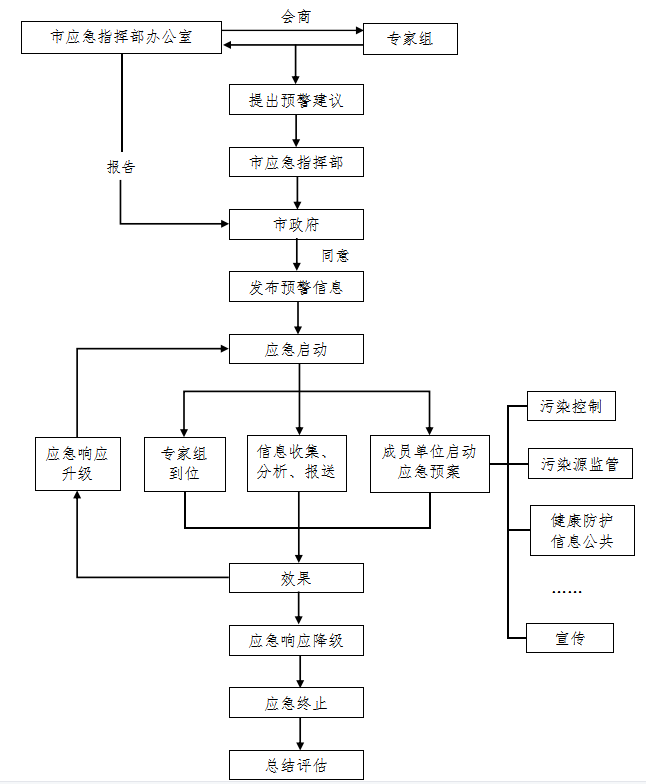 会商
市应急指挥部办公室
专家组
提出预警建议
市应急指挥部
报告
市政府
同意
发布预警信息
应急启动
污染控制
应急响应
升级
专家组
到位
信息收集、
分析、报送
成员单位启动
应急预案
污染源监管
健康防护
信息公共
效果
……
应急响应降级
宣传
应急终止
总结评估